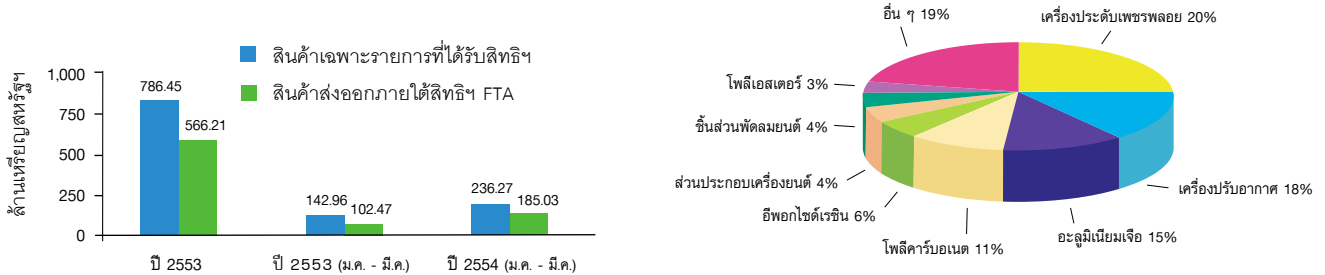 ล้านเหรียญสหรัฐฯ
สินค้าเฉพาะรายการที่ได้รับสิทธิฯ
สินค้าส่งออกภายใต้สิทธิฯ FTA
1,000
750
500
250
0
786.45
566.21
142.96
102.47
236.27
185.03
ปี 2553
ปี 2553 (ม.ค. - มี.ค.)
ปี 2554 (ม.ค. - มี.ค.)
อื่น ๆ 19%
เครื่องประดับเพชรพลอย 20%
โพลีเอสเตอร์ 3%
ชิ้นส่วนพัดลมยนต์ 4%
ส่วนประกอบเครื่องยนต์ 4%
อีพอกไซด์เรซิน 6%
โพลีคาร์บอเนต 11%
อะลูมิเนียมเจือ 15%
เครื่องปรับอากาศ 18%